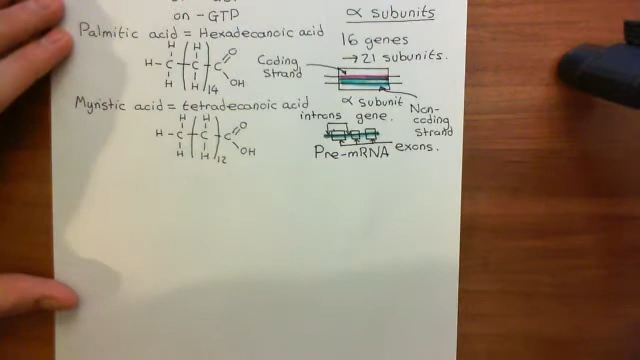 on -GTP
Palmitic acid = Hexadecanoic acid
H H O
H-C-(C)-C
H H OH
14
Myristic acid = tetradecanoic acid
H H O
H-C-(C)-C
H H OH
12
α subunits
16 genes
→ 21 subunits.
Coding
strand
α subunit
gene.
Non-
coding
strand
introns
exons.
Pre-mRNA